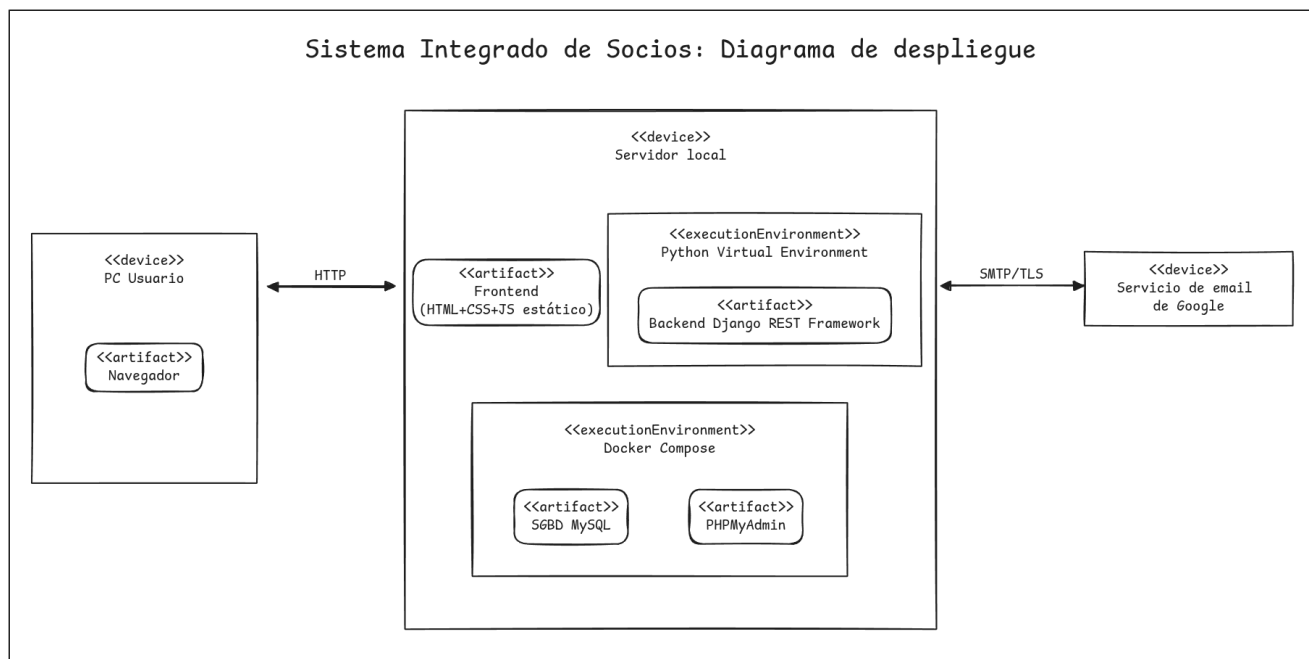 Sistema Integrado de Socios: Diagrama de despliegue
<<device>>
Servidor local
<<device>>
PC Usuario
<<artifact>>
Navegador
HTTP
<<artifact>>
Frontend
(HTML+CSS+JS estático)
<<executionEnvironment>>
Python Virtual Environment
<<artifact>>
Backend Django REST Framework
<<executionEnvironment>>
Docker Compose
<<artifact>>
SGBD MySQL
<<artifact>>
PHPMyAdmin
SMTP/TLS
<<device>>
Servicio de email
de Google